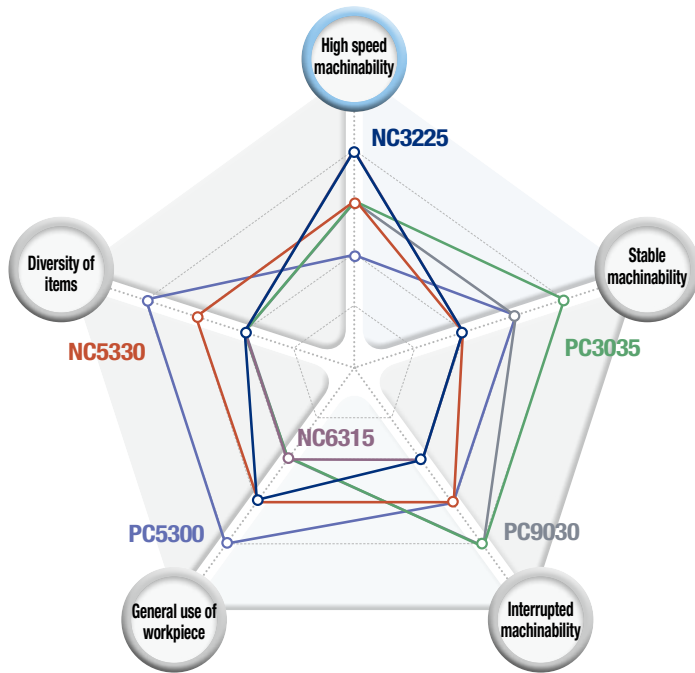 High speed
machinability
NC3225
Diversity of
items
Stable
machinability
NC5330
PC3035
NC6315
PC5300
PC9030
General use of
workpiece
Interrupted
machinability